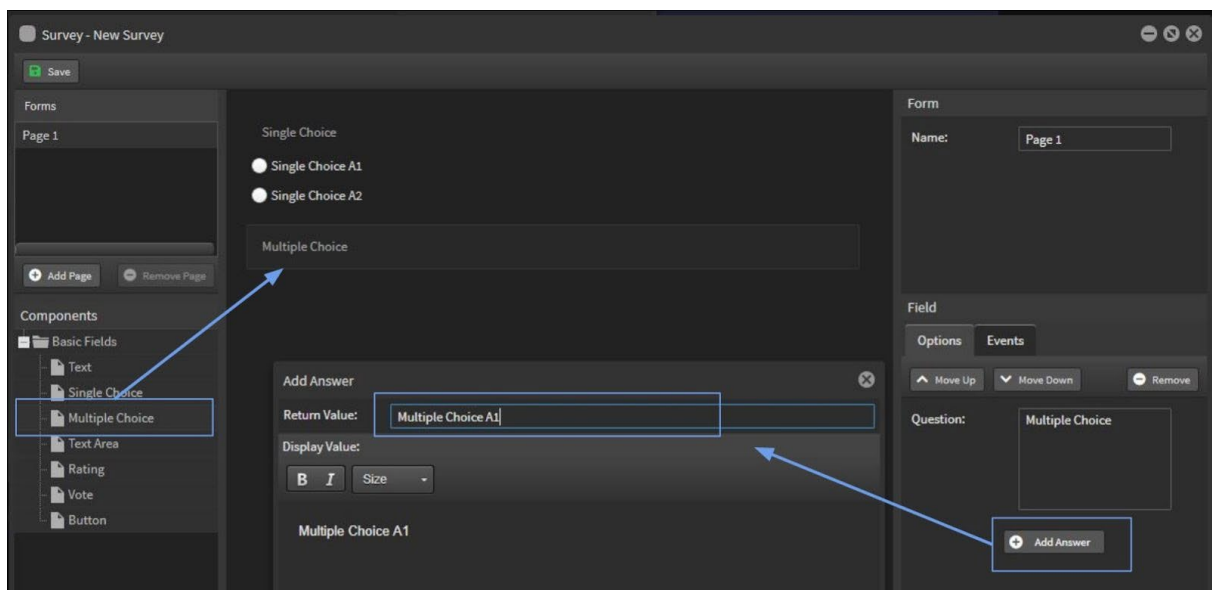 Survey - New Survey
Save
Forms
Page 1
Add Page
Remove Page
Components
Basic Fields
Text
Single Choice
Multiple Choice
Text Area
Rating
Vote
Button
Single Choice
Single Choice A1
Single Choice A2
Multiple Choice
Add Answer
Return Value:
Multiple Choice A1
Display Value:
B I Size
Multiple Choice A1
Form
Name:
Page 1
Field
Options Events
Move Up Move Down Remove
Question:
Multiple Choice
Add Answer